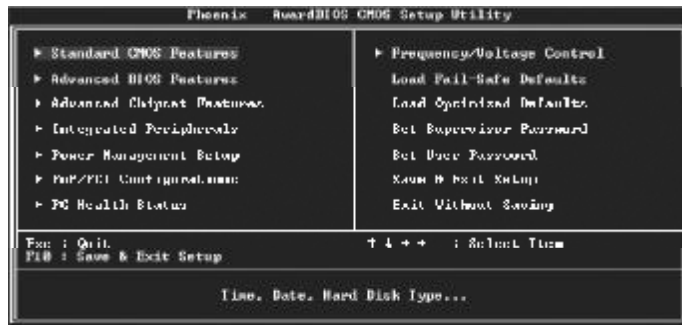 Phoenix - AwardBIOS CMOS Setup Utility
► Standard CMOS Features
► Advanced BIOS Features
► Advanced Chipset Features
► Integrated Peripherals
► Power Management Setup
► PnP/PCI Configurations
► PC Health Status
► Frequency/Voltage Control
Load Fail-Safe Defaults
Load Optimized Defaults
Set Supervisor Password
Set User Password
Save & Exit Setup
Exit Without Saving
Esc : Quit
F10 : Save & Exit Setup
↑ ↓ → ← : Select Item
Time, Date, Hard Disk Type...